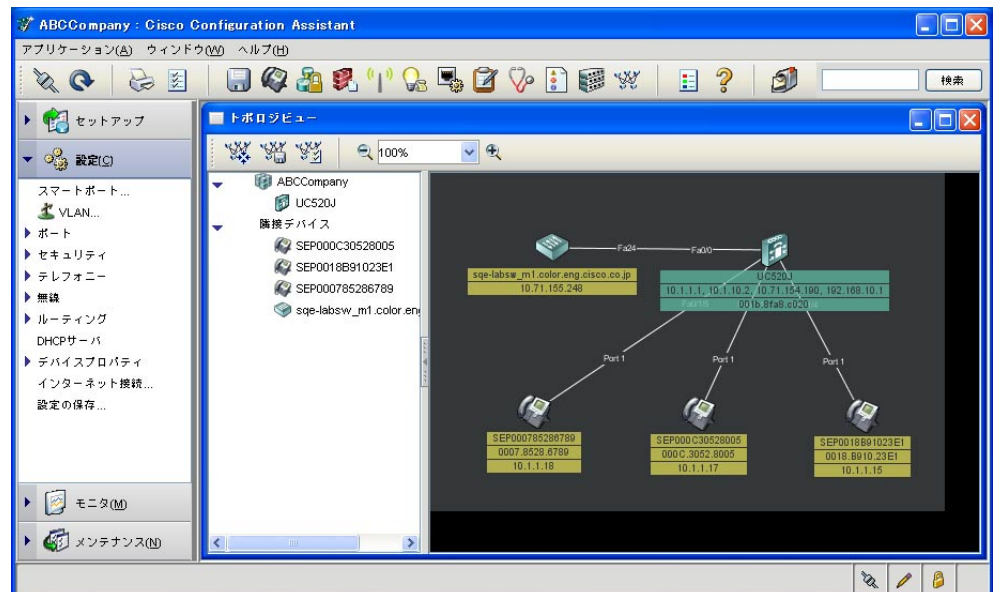 ABCCompany : Cisco Configuration Assistant
アプリケーション(A) ウィンドウ(W) ヘルプ(H)
検索
セットアップ
設定(C)
スマートポート...
VLAN...
ポート
セキュリティ
テレフォニー
無線
ルーティング
DHCPサーバ
デバイスプロパティ
インターネット接続...
設定の保存...
モニタ(M)
メンテナンス(N)
トポロジビュー
100%
ABCCompany
UC520J
隣接デバイス
SEP000C30528005
SEP0018B91023E1
SEP000785286789
sqe-labsw_m1.color.en
Fa24
Fa0/0
sqe-labsw_m1.color.eng.cisco.co.jp
10.71.155.248
UC520J
10.1.1.1, 10.1.10.2, 10.71.154.190, 192.168.10.1
001b.8fa8.c020
Port 1
Port 1
Port 1
SEP000785286789
0007.8528.6789
10.1.1.18
SEP000C30528005
000C.3052.8005
10.1.1.17
SEP0018B91023E1
0018.B910.23E1
10.1.1.15